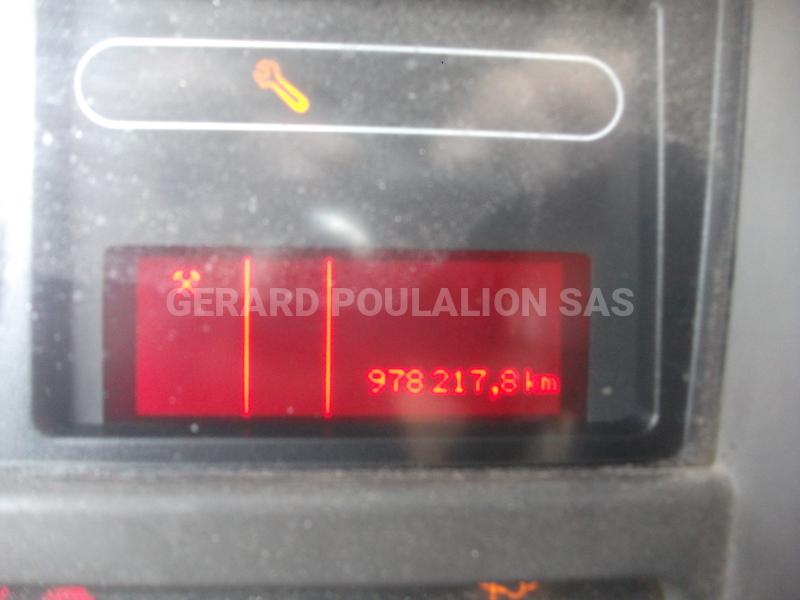 GERARD POULALION SAS
978 217,8 km